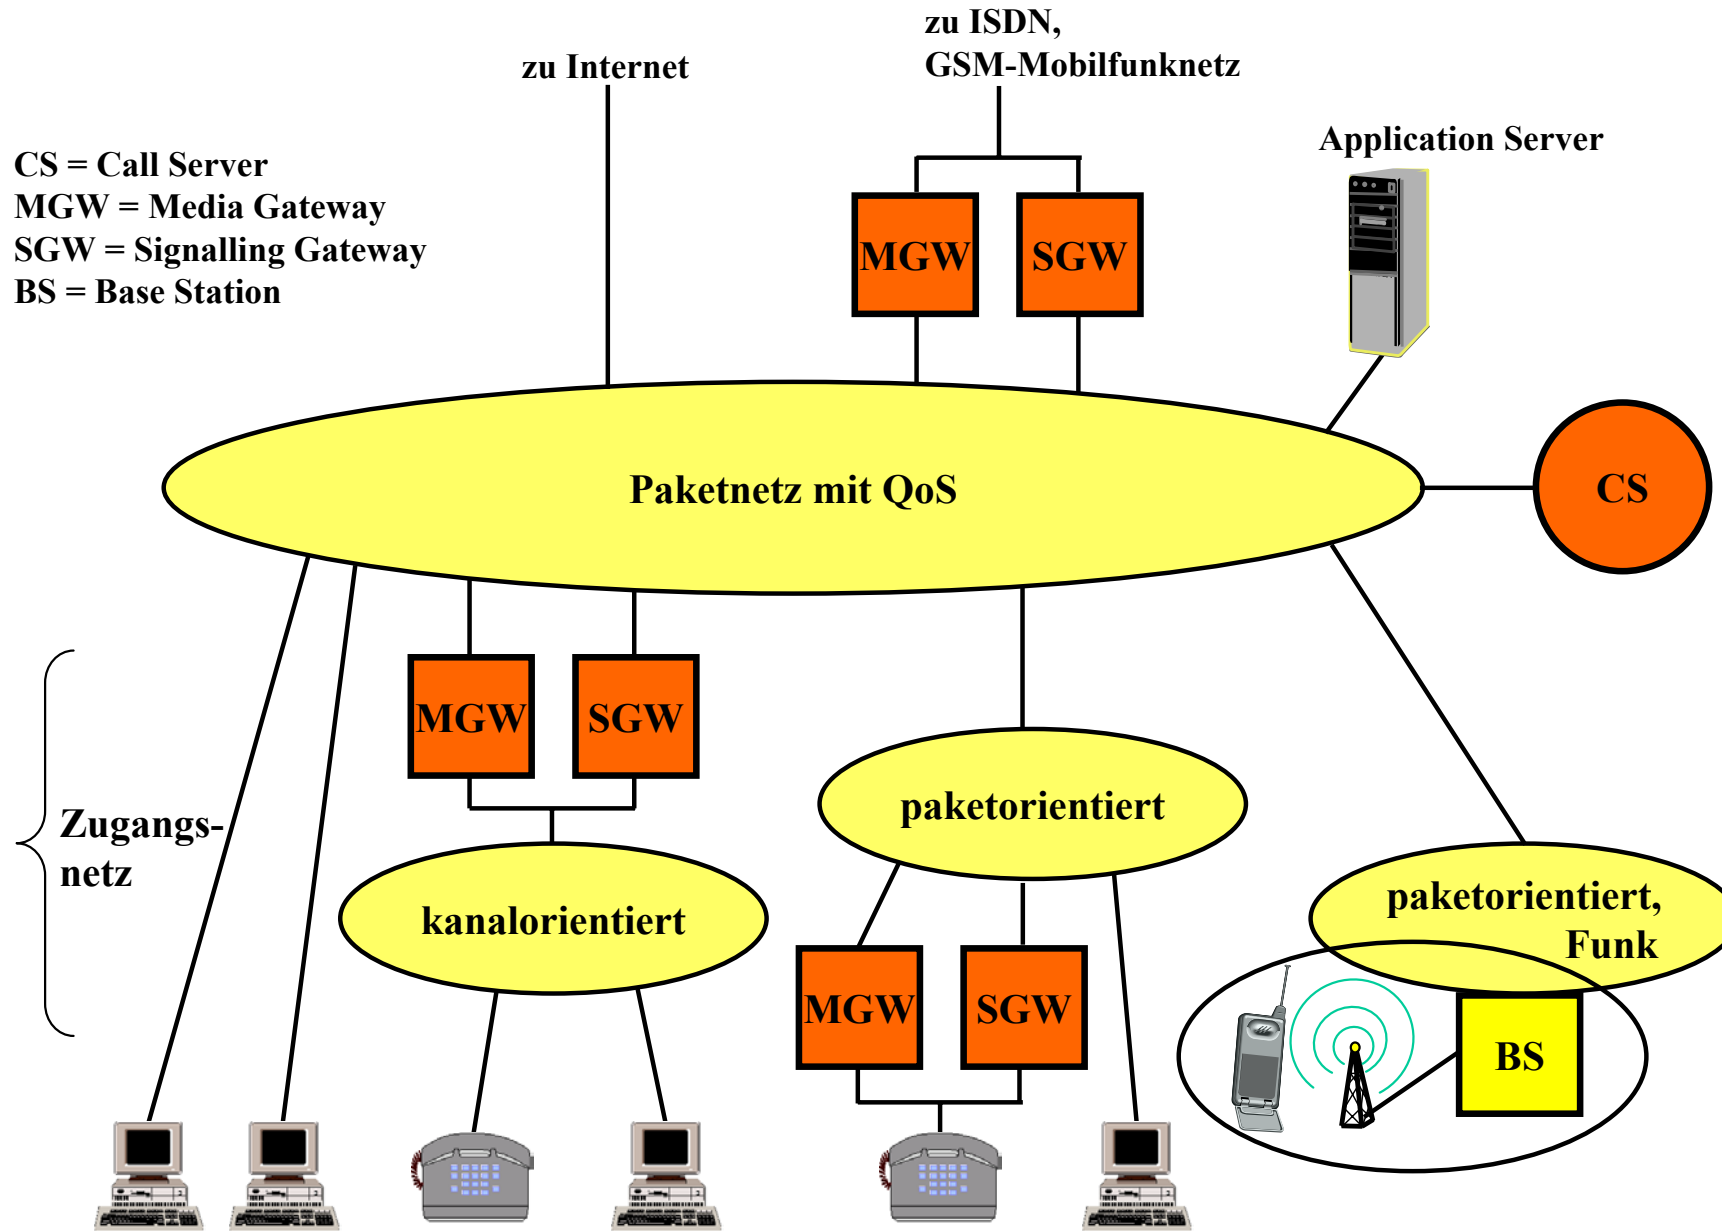 zu Internet
zu ISDN,
GSM-Mobilfunknetz
Application Server
CS = Call Server
MGW = Media Gateway
SGW = Signalling Gateway
BS = Base Station
MGW
SGW
Paketnetz mit QoS
CS
MGW
SGW
Zugangs-
netz
kanalorientiert
paketorientiert
paketorientiert,
Funk
MGW
SGW
BS